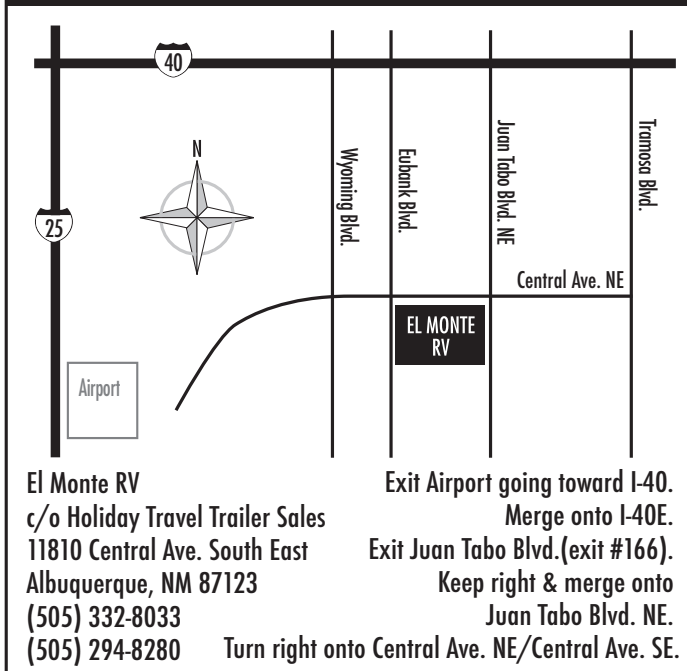 40
N
25
Wyoming Blvd.
Eubank Blvd.
Juan Tabo Blvd. NE
Tramosa Blvd.
Central Ave. NE
EL MONTE
RV
Airport
El Monte RV
c/o Holiday Travel Trailer Sales
11810 Central Ave. South East
Albuquerque, NM 87123
(505) 332-8033
(505) 294-8280
Exit Airport going toward I-40.
Merge onto I-40E.
Exit Juan Tabo Blvd.(exit #166).
Keep right & merge onto
Juan Tabo Blvd. NE.
Turn right onto Central Ave. NE/Central Ave. SE.